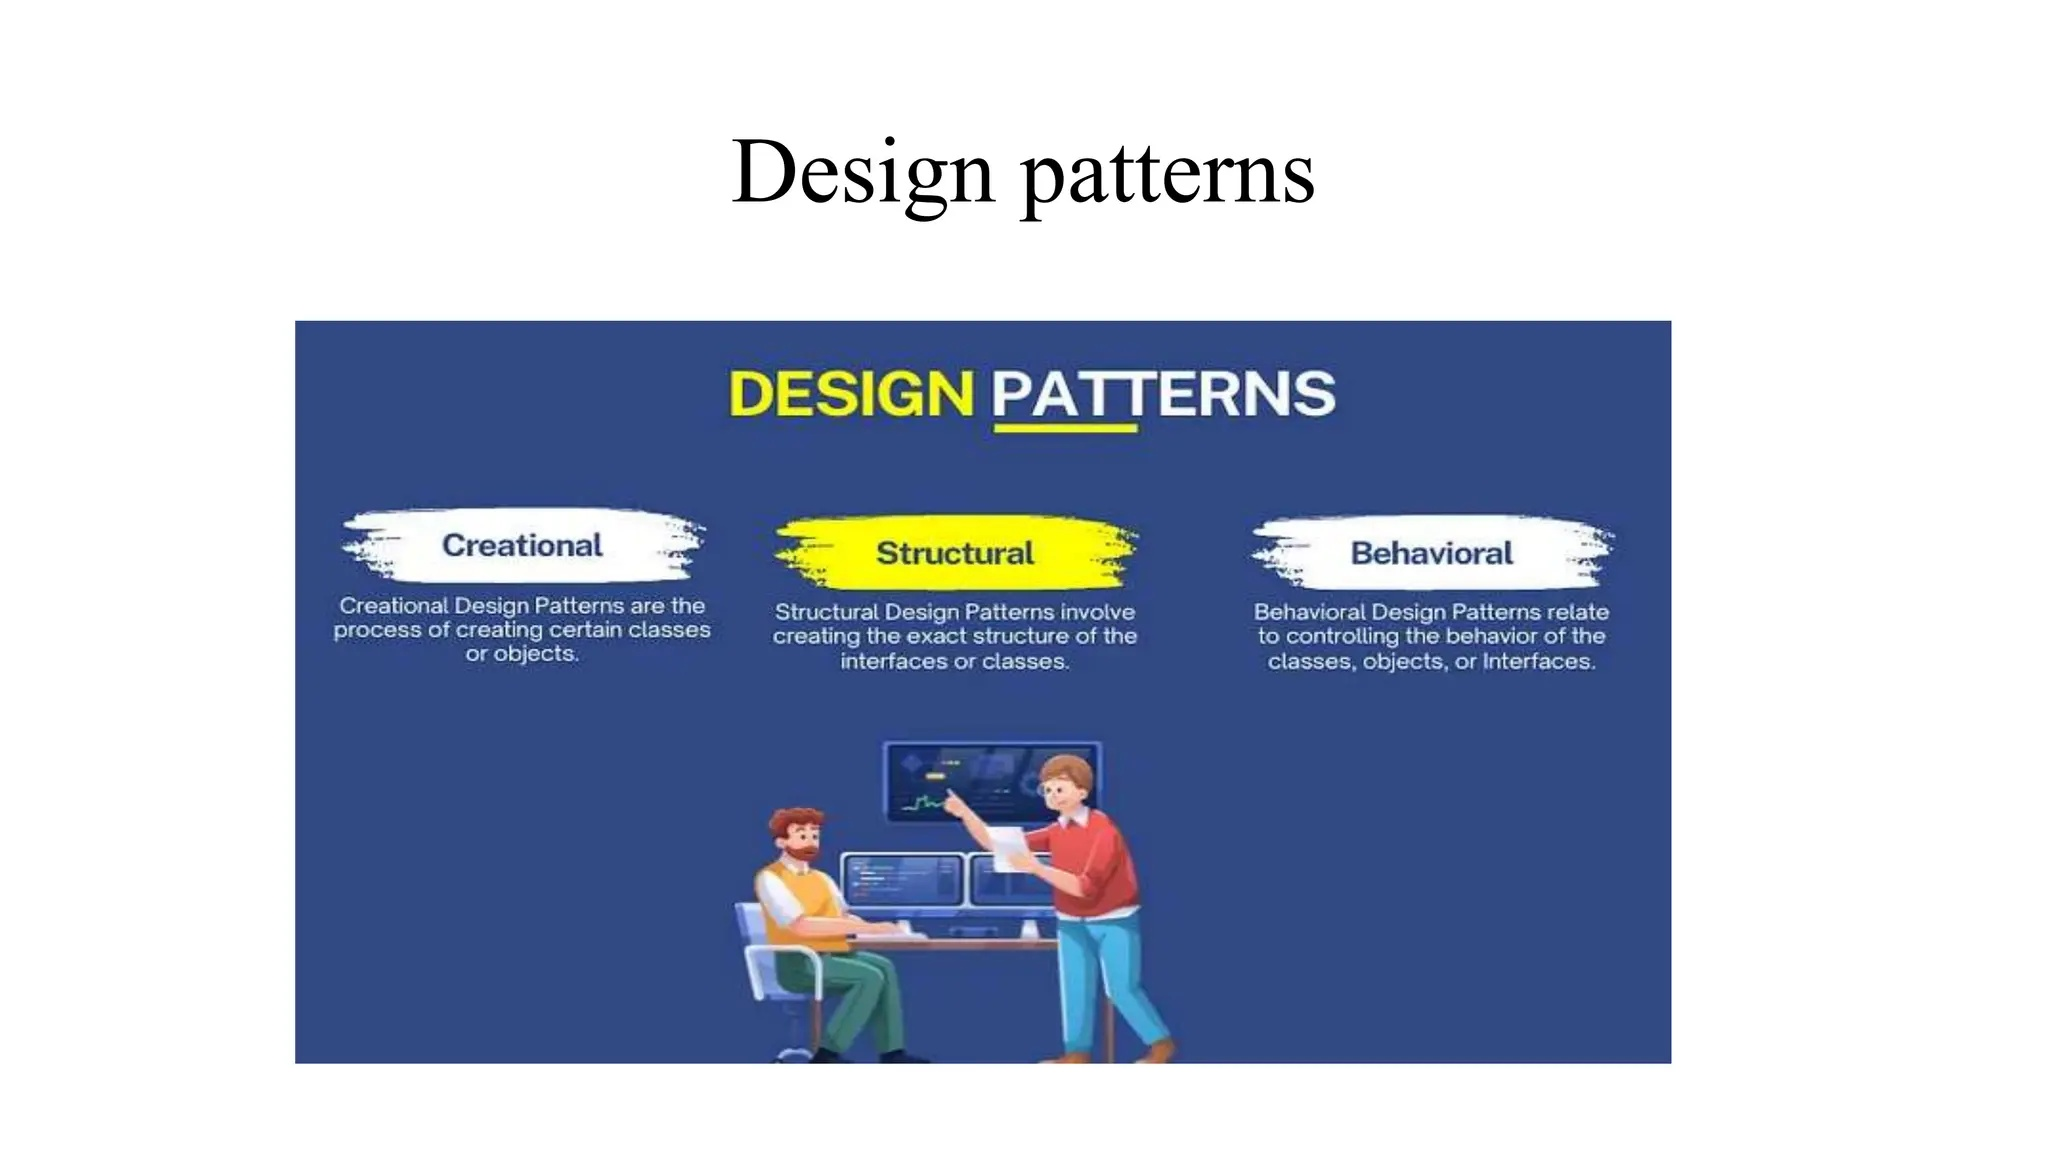 Design patterns
DESIGN PATTERNS
Creational
Creational Design Patterns are the
process of creating certain classes
or objects.
Structural
Structural Design Patterns involve
creating the exact structure of the
interfaces or classes.
Behavioral
Behavioral Design Patterns relate
to controlling the behavior of the
classes, objects, or Interfaces.